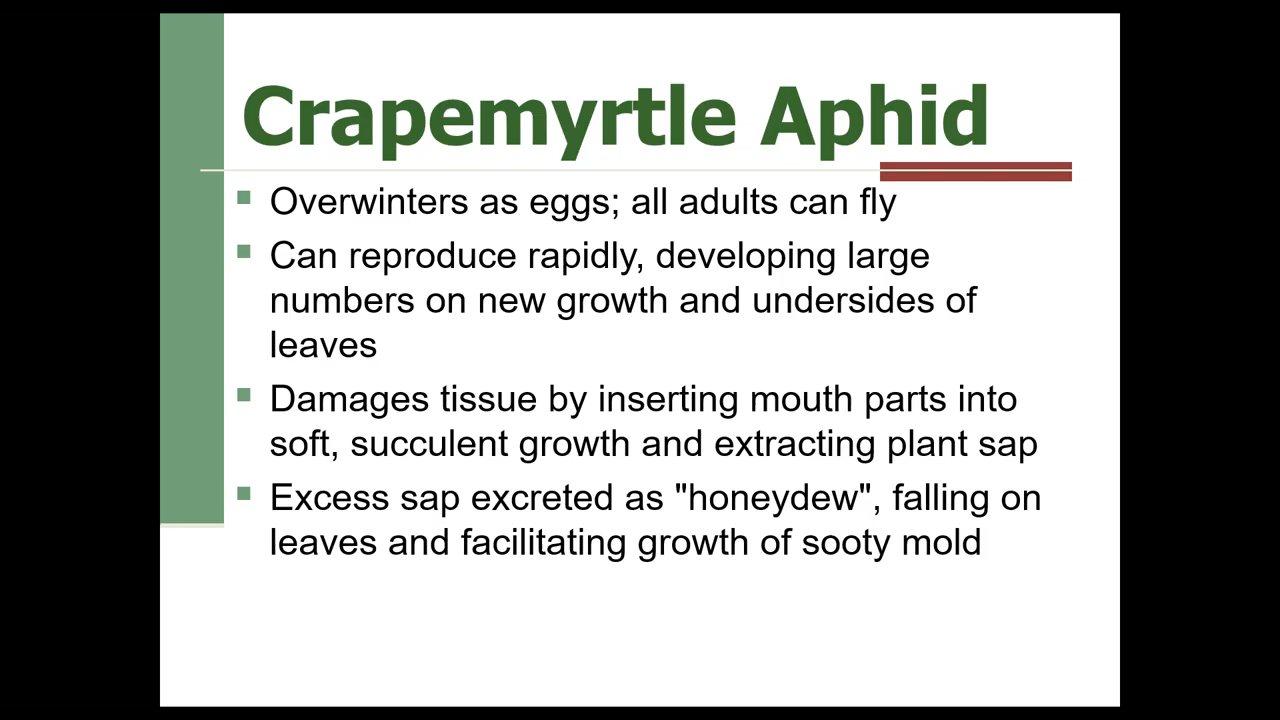 Crapemyrtle Aphid
Overwinters as eggs; all adults can fly
Can reproduce rapidly, developing large
numbers on new growth and undersides of
leaves
Damages tissue by inserting mouth parts into
soft, succulent growth and extracting plant sap
Excess sap excreted as "honeydew", falling on
leaves and facilitating growth of sooty mold